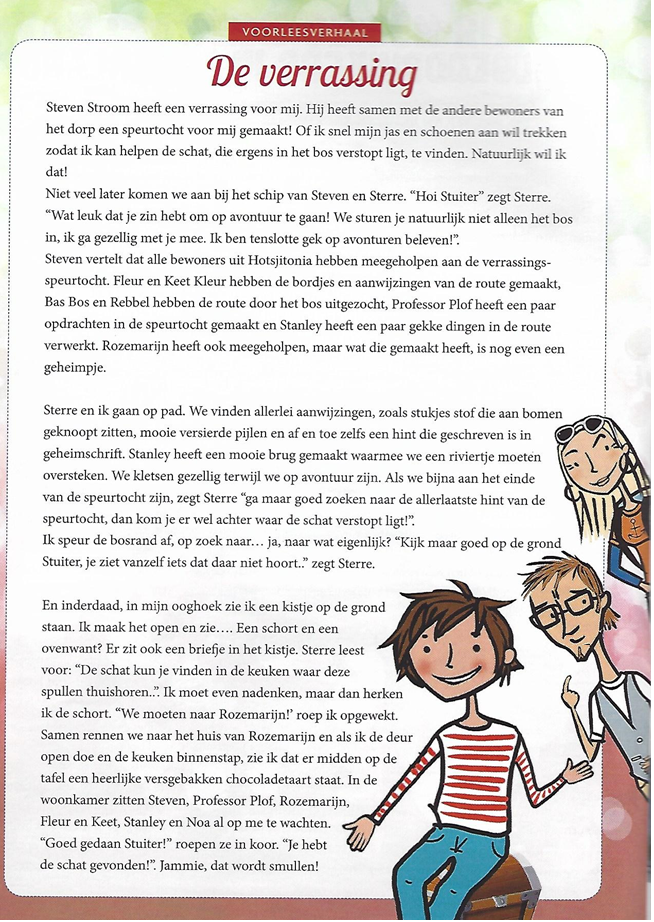 VOORLEESVERHAAL
De verrassing
Steven Stroom heeft een verrassing voor mij. Hij heeft samen met de andere bewoners van
het dorp een speurtocht voor mij gemaakt! Of ik snel mijn jas en schoenen aan wil trekken
zodat ik kan helpen de schat, die ergens in het bos verstopt ligt, te vinden. Natuurlijk wil ik
dat!
Niet veel later komen we aan bij het schip van Steven en Sterre. “Hoi Stuiter” zegt Sterre.
“Wat leuk dat je zin hebt om op avontuur te gaan! We sturen je natuurlijk niet alleen het bos
in, ik ga gezellig met je mee. Ik ben tenslotte gek op avonturen beleven!”.
Steven vertelt dat alle bewoners uit Hotsjitonia hebben meegeholpen aan de verrassings-
speurtocht. Fleur en Keet Kleur hebben de bordjes en aanwijzingen van de route gemaakt,
Bas Bos en Rebbel hebben de route door het bos uitgezocht, Professor Plof heeft een paar
opdrachten in de speurtocht gemaakt en Stanley heeft een paar gekke dingen in de route
verwerkt. Rozemarijn heeft ook meegeholpen, maar wat die gemaakt heeft, is nog even een
geheimpje.
Sterre en ik gaan op pad. We vinden allerlei aanwijzingen, zoals stukjes stof die aan bomen
geknoopt zitten, mooie versierde pijlen en af en toe zelfs een hint die geschreven is in
geheimschrift. Stanley heeft een mooie brug gemaakt waarmee we een riviertje moeten
oversteken. We kletsen gezellig terwijl we op avontuur zijn. Als we bijna aan het einde
van de speurtocht zijn, zegt Sterre “ga maar goed zoeken naar de allerlaatste hint van de
speurtocht, dan kom je er wel achter waar de schat verstopt ligt!”.
Ik speur de bosrand af, op zoek naar… ja, naar wat eigenlijk? “Kijk maar goed op de grond
Stuiter, je ziet vanzelf iets dat daar niet hoort..” zegt Sterre.
En inderdaad, in mijn ooghoek zie ik een kistje op de grond
staan. Ik maak het open en zie…. Een schort en een
ovenwant? Er zit ook een briefje in het kistje. Sterre leest
voor: “De schat kun je vinden in de keuken waar deze
spullen thuishoren..”. Ik moet even nadenken, maar dan herken
ik de schort. “We moeten naar Rozemarijn!’ roep ik opgewekt.
Samen rennen we naar het huis van Rozemarijn en als ik de deur
open doe en de keuken binnenstap, zie ik dat er midden op de
tafel een heerlijke versgebakken chocoladetaart staat. In de
woonkamer zitten Steven, Professor Plof, Rozemarijn,
Fleur en Keet, Stanley en Noa al op me te wachten.
“Goed gedaan Stuiter!” roepen ze in koor. “Je hebt
de schat gevonden!”. Jammie, dat wordt smullen!